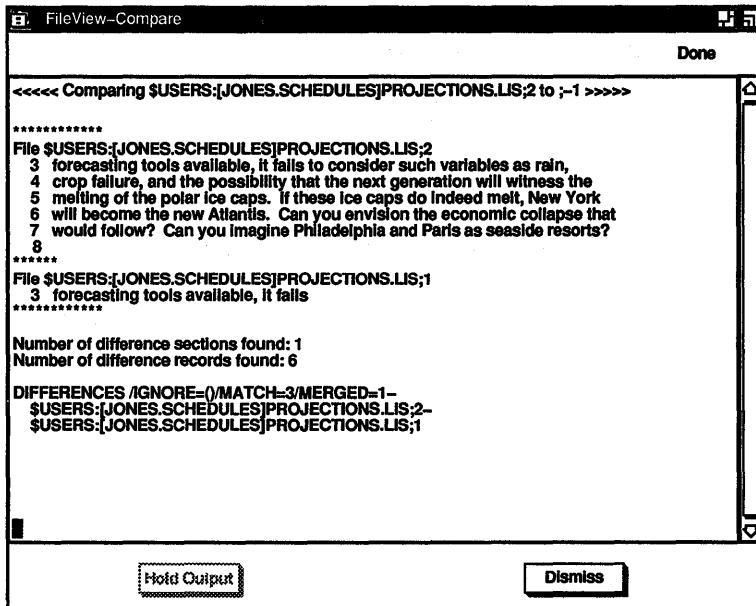 FileView-Compare
Done
<<<<< Comparing $USERS:[JONES.SCHEDULES]PROJECTIONS.LIS;2 to ;-1 >>>>>
************
File $USERS:[JONES.SCHEDULES]PROJECTIONS.LIS;2
3 forecasting tools available, it fails to consider such variables as rain,
4 crop failure, and the possibility that the next generation will witness the
5 melting of the polar ice caps. If these ice caps do indeed melt, New York
6 will become the new Atlantis. Can you envision the economic collapse that
7 would follow? Can you imagine Philadelphia and Paris as seaside resorts?
8
******
File $USERS:[JONES.SCHEDULES]PROJECTIONS.LIS;1
3 forecasting tools available, it fails
************
Number of difference sections found: 1
Number of difference records found: 6
DIFFERENCES /IGNORE=()/MATCH=3/MERGED=1-
$USERS:[JONES.SCHEDULES]PROJECTIONS.LIS;2-
$USERS:[JONES.SCHEDULES]PROJECTIONS.LIS;1
Hold Output
Dismiss